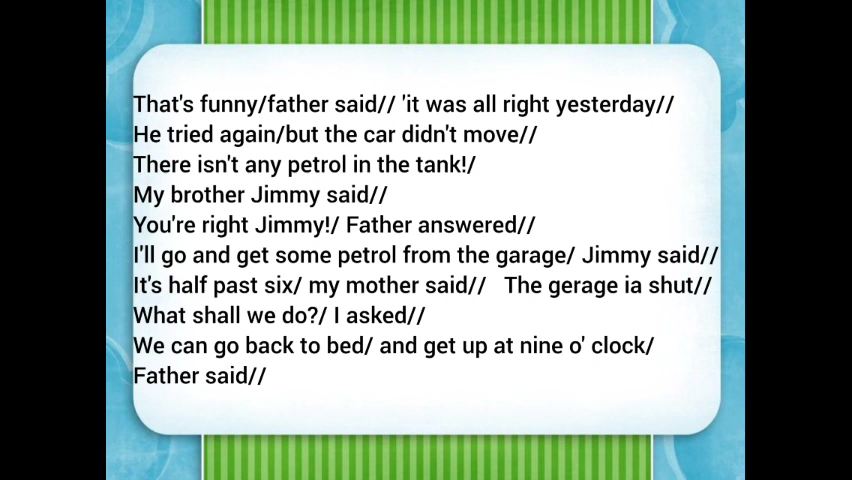 That's funny/father said// 'it was all right yesterday//
He tried again/but the car didn't move//
There isn't any petrol in the tank!/
My brother Jimmy said//
You're right Jimmy!/ Father answered//
I'll go and get some petrol from the garage/ Jimmy said//
It's half past six/ my mother said// The gerage ia shut//
What shall we do?/ I asked//
We can go back to bed/ and get up at nine o' clock/
Father said//